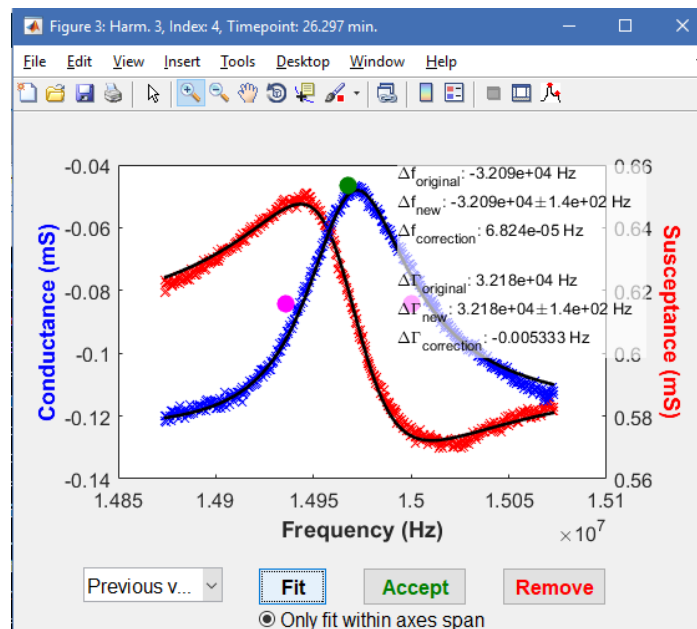 Figure 3: Harm. 3, Index: 4, Timepoint: 26.297 min.
File Edit View Insert Tools Desktop Window Help
Δf_original: -3.209e+04 Hz
Δf_new: -3.209e+04±1.4e+02 Hz
Δf_correction: 6.824e-05 Hz
ΔΓ_original: 3.218e+04 Hz
ΔΓ_new: 3.218e+04±1.4e+02 Hz
ΔΓ_correction: -0.005333 Hz
Conductance (mS)
-0.04
-0.06
-0.08
-0.1
-0.12
-0.14
0.66
0.64
0.62
0.6
0.58
0.56
Susceptance (mS)
1.485 1.49 1.495 1.5 1.505 1.51
Frequency (Hz)
×10⁷
Previous v... Fit Accept Remove
Only fit within axes span